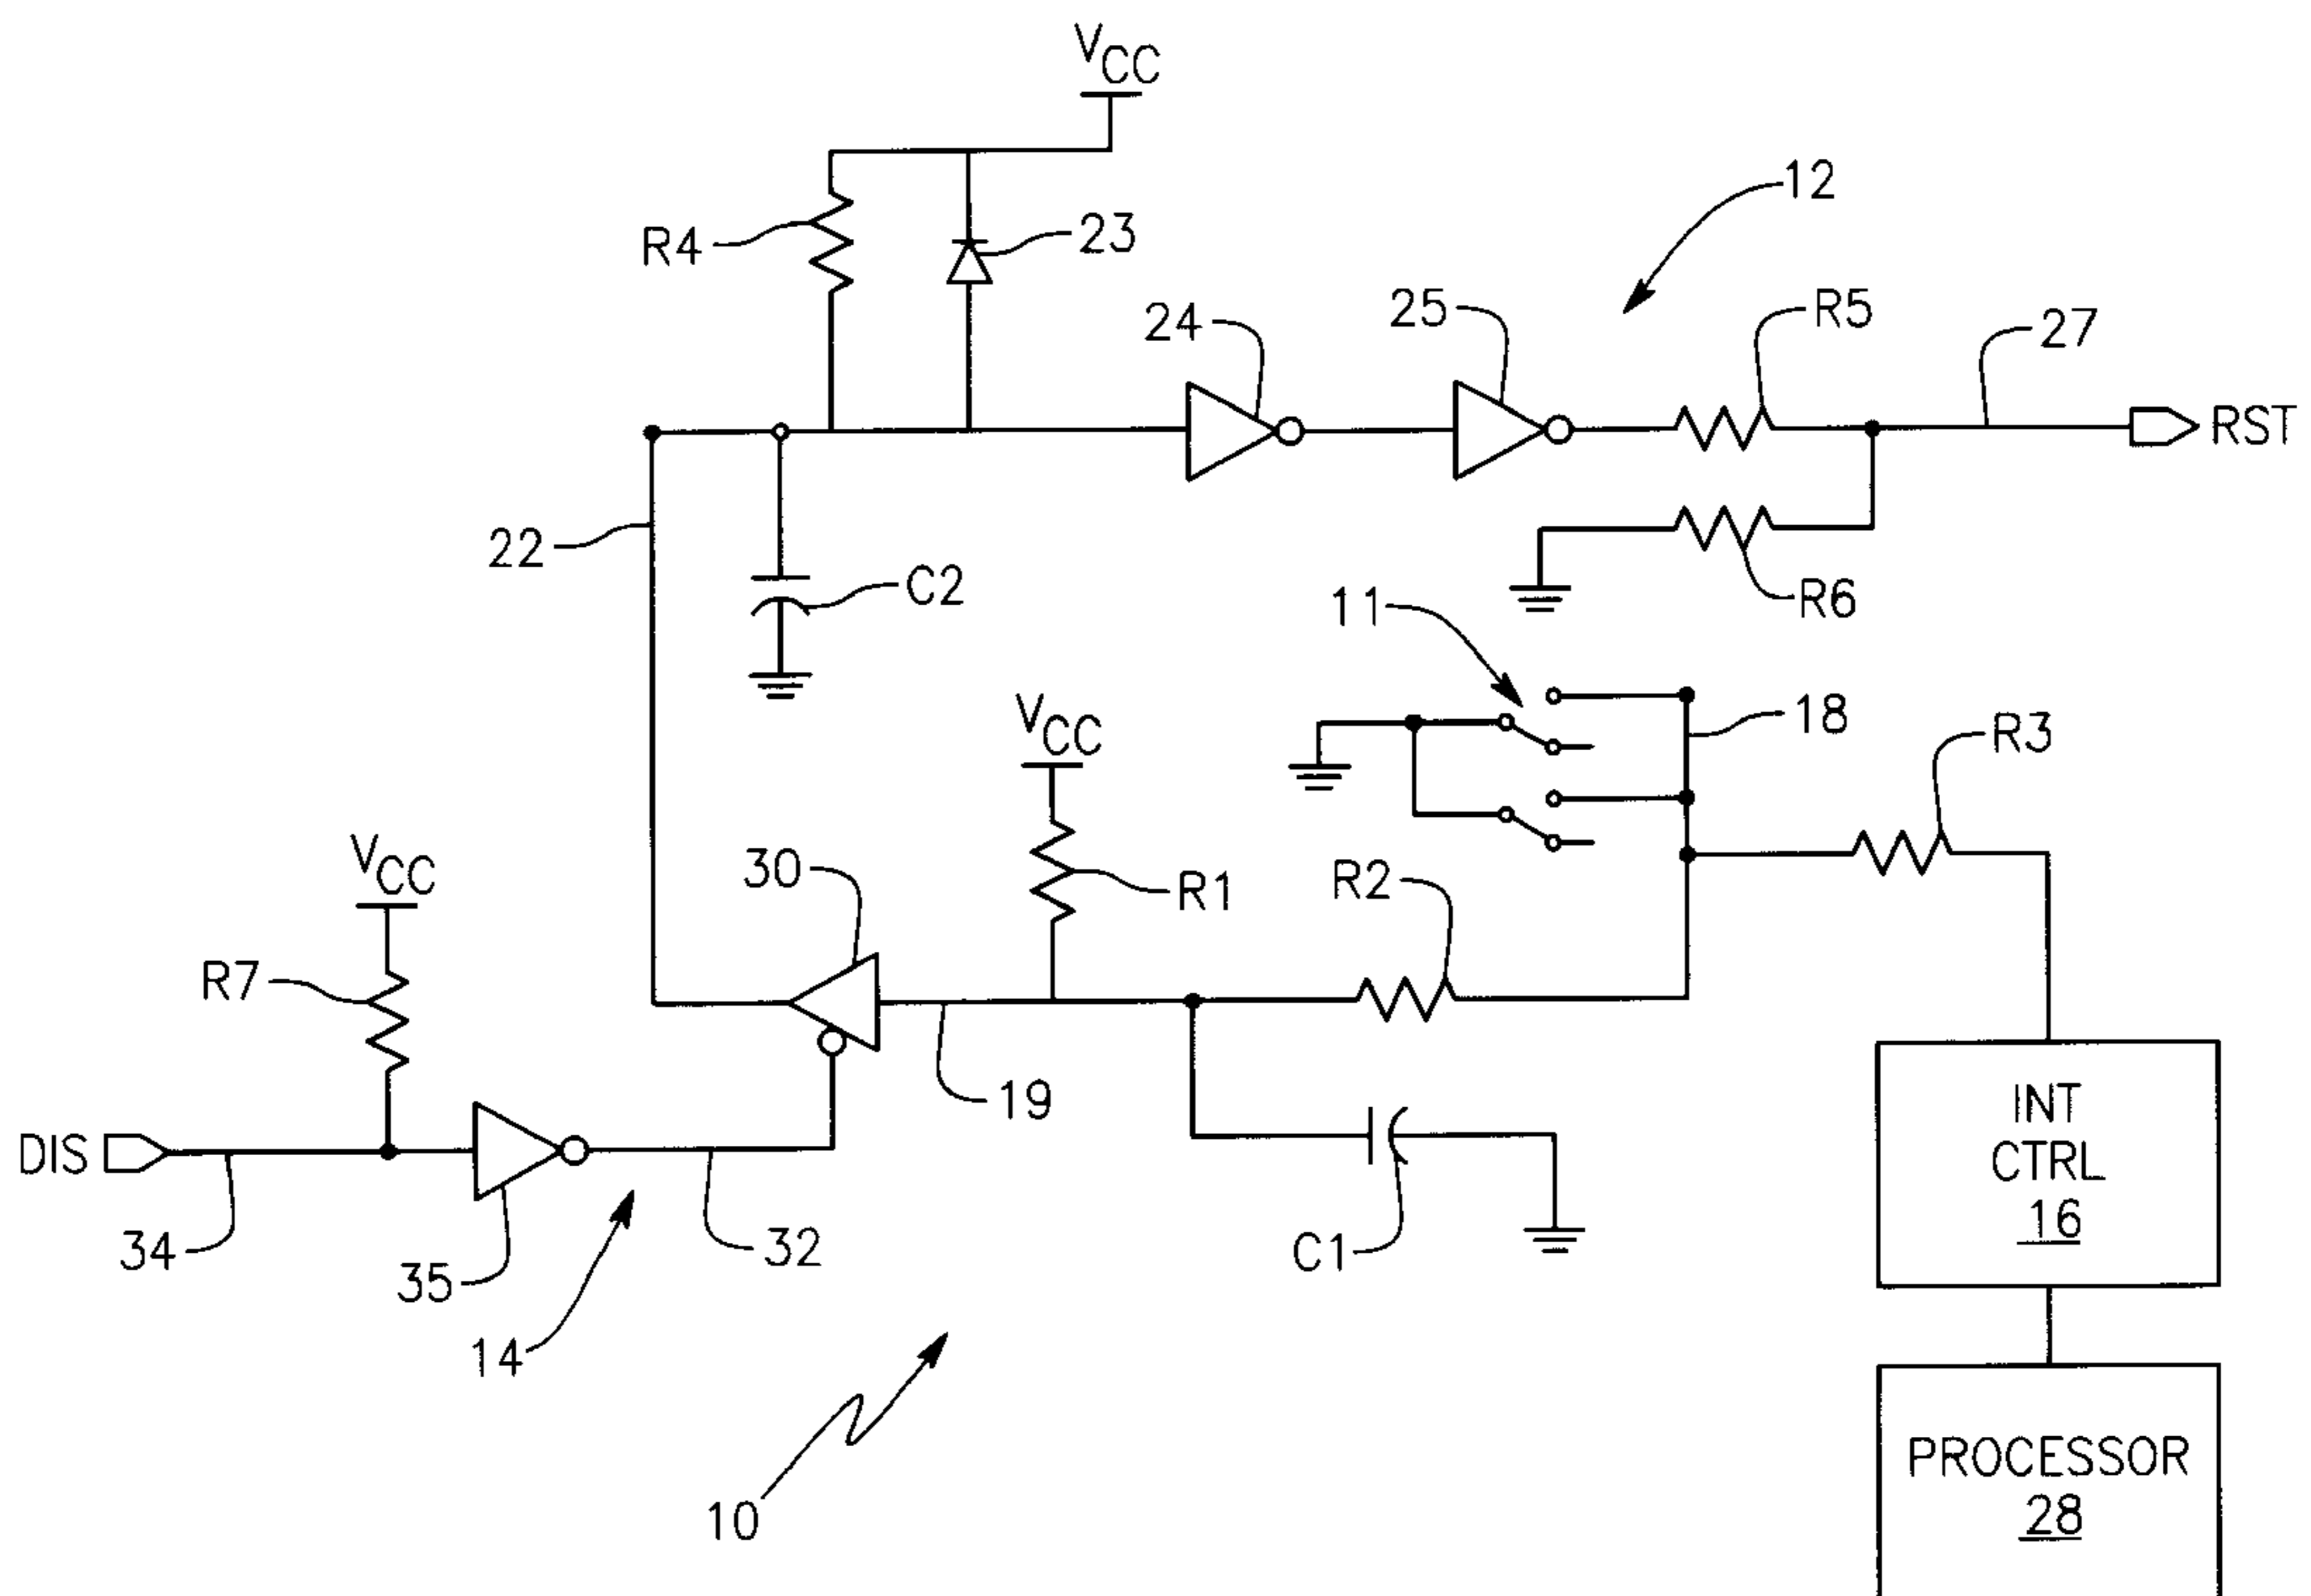 VCC
12
R4
23
24
25
R5
27
RST
22
C2
R6
11
VCC
18
R3
VCC
30
R1
R2
R7
19
INT
CTRL
16
DIS
34
35
32
C1
14
10
PROCESSOR
28